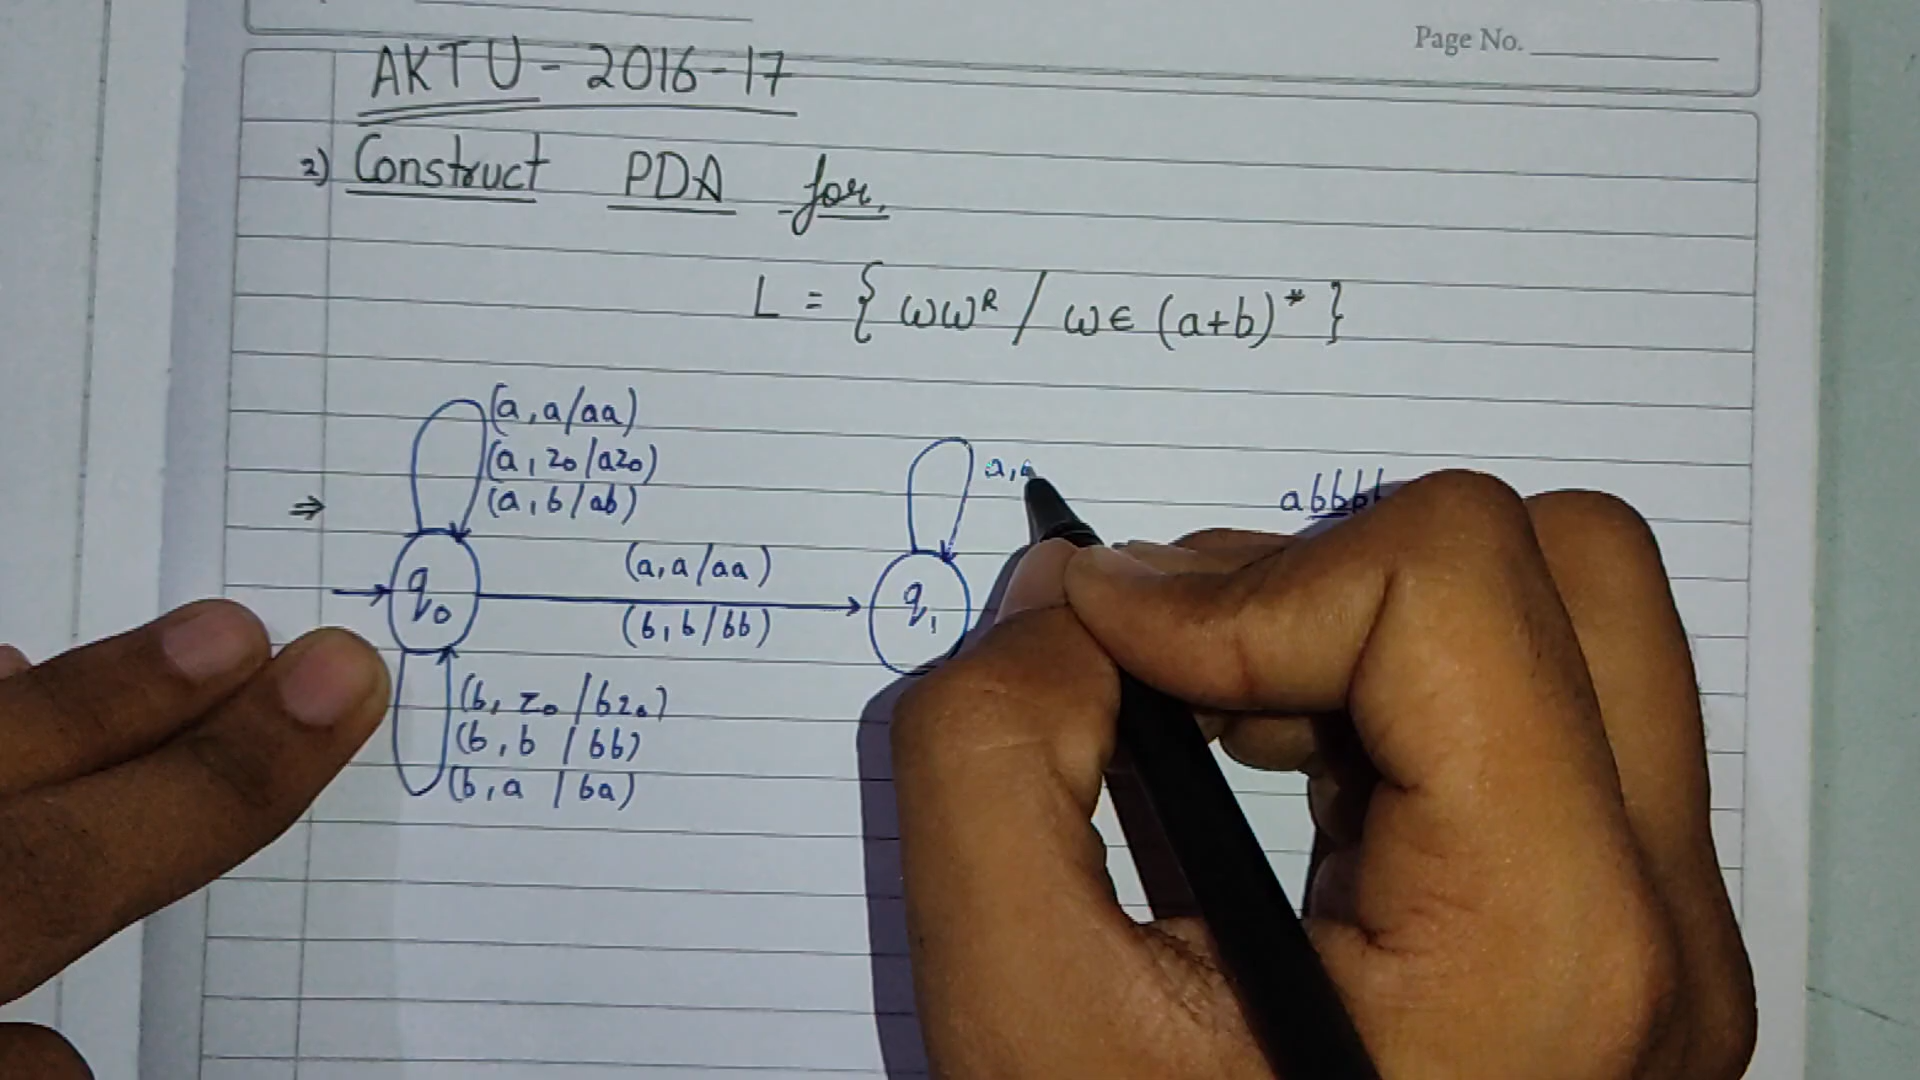 Page No.
AKTU - 2016-17
2) Construct PDA for,
L = { ωω^R / ω ∈ (a+b)* }
(a, a/aa)
(a, z0/az0)
(a, b/ab)
⇒
a,
abbbb
q0
(a, a/aa)
(b, b/bb)
q1
(b, z0/bz0)
(b, b/bb)
(b, a/ba)